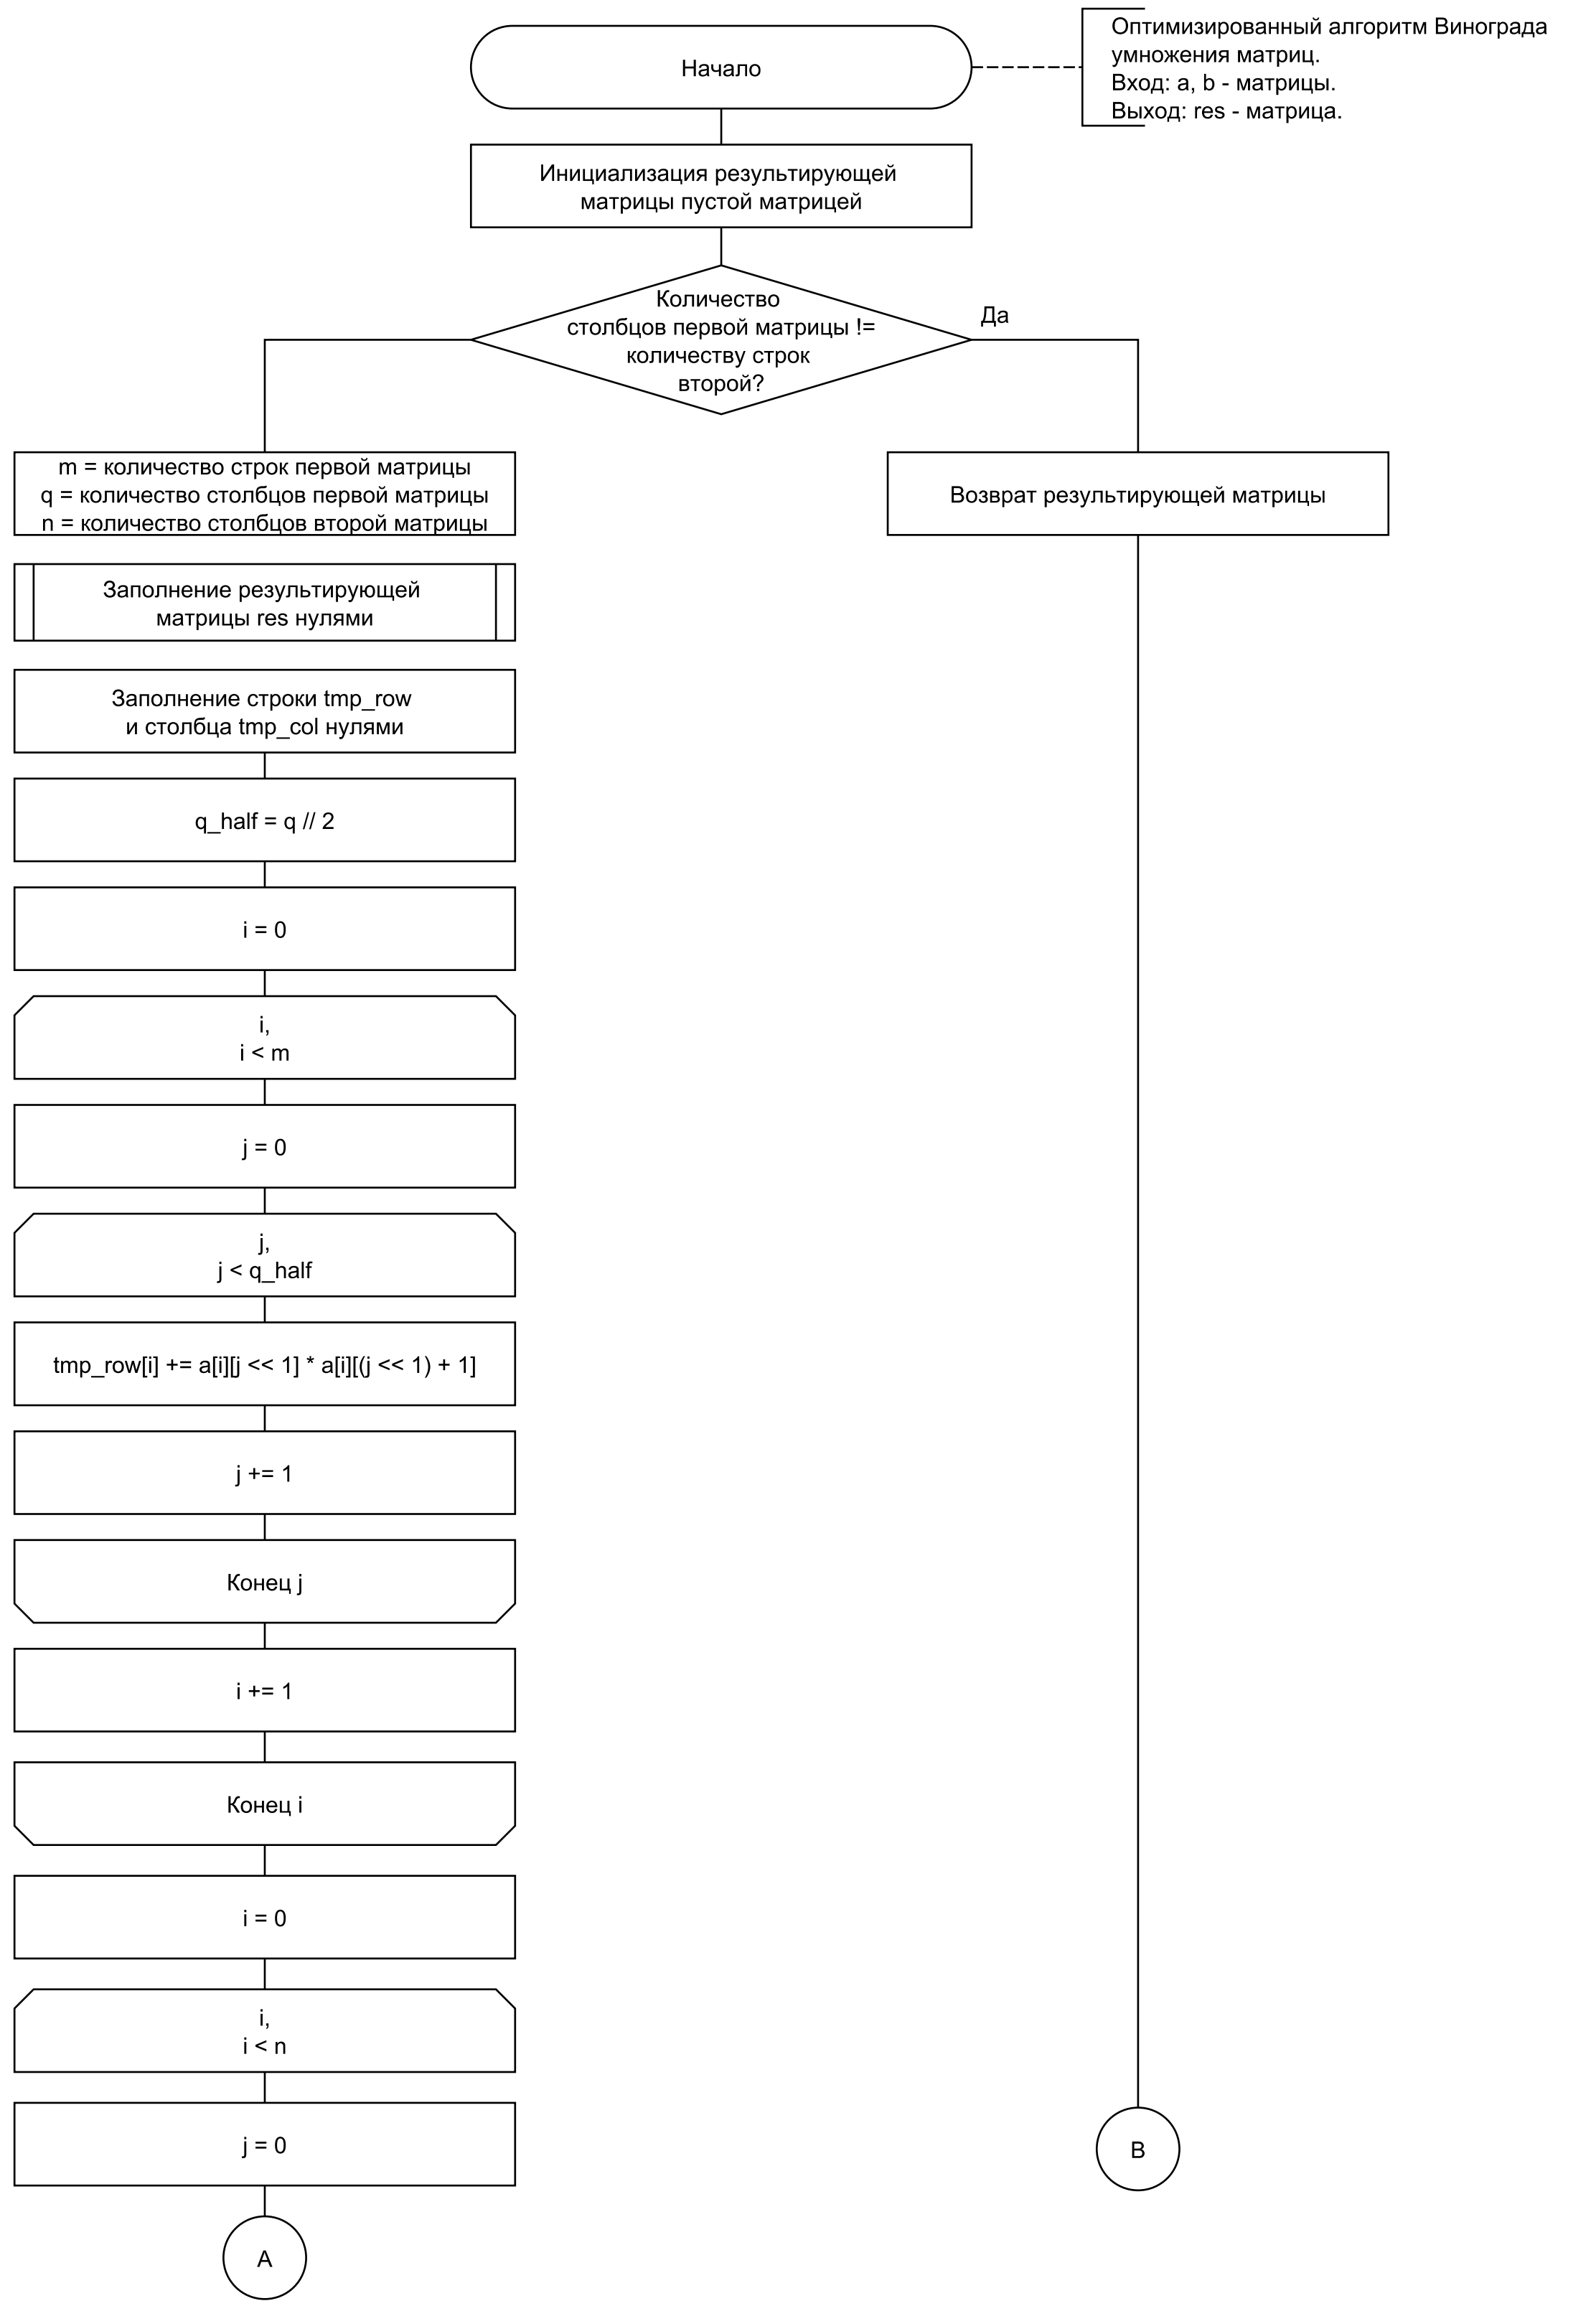 Начало
Оптимизированный алгоритм Винограда
умножения матриц.
Вход: a, b - матрицы.
Выход: res - матрица.
Инициализация результирующей
матрицы пустой матрицей
Количество
столбцов первой матрицы !=
количеству строк
второй?
Да
m = количество строк первой матрицы
q = количество столбцов первой матрицы
n = количество столбцов второй матрицы
Возврат результирующей матрицы
Заполнение результирующей
матрицы res нулями
Заполнение строки tmp_row
и столбца tmp_col нулями
q_half = q // 2
i = 0
i,
i < m
j = 0
j,
j < q_half
tmp_row[i] += a[i][j << 1] * a[i][(j << 1) + 1]
j += 1
Конец j
i += 1
Конец i
i = 0
i,
i < n
j = 0
B
A